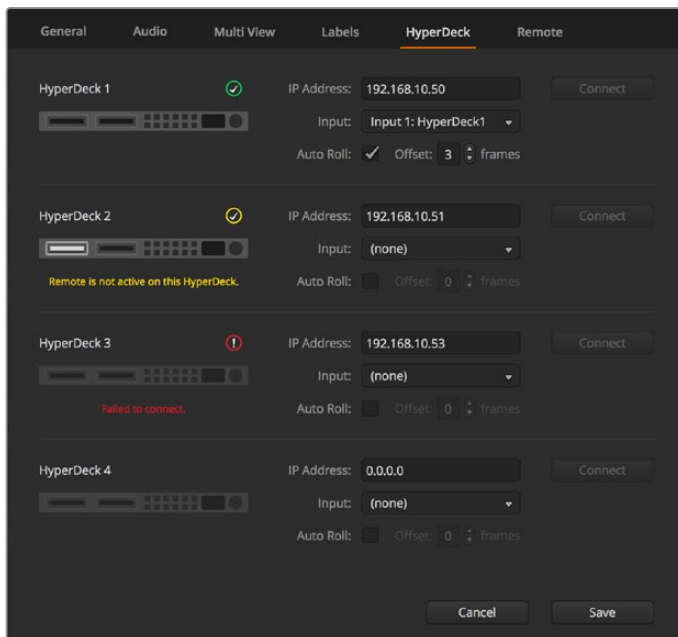 General Audio Multi View Labels HyperDeck Remote
HyperDeck 1 IP Address: 192.168.10.50 Connect
Input: Input 1: HyperDeck1
Auto Roll: Offset: 3 frames
HyperDeck 2 IP Address: 192.168.10.51 Connect
Input: (none)
Remote is not active on this HyperDeck. Auto Roll: Offset: 0 frames
HyperDeck 3 IP Address: 192.168.10.53 Connect
Input: (none)
Failed to connect. Auto Roll: Offset: 0 frames
HyperDeck 4 IP Address: 0.0.0.0 Connect
Input: (none)
Auto Roll: Offset: 0 frames
Cancel Save